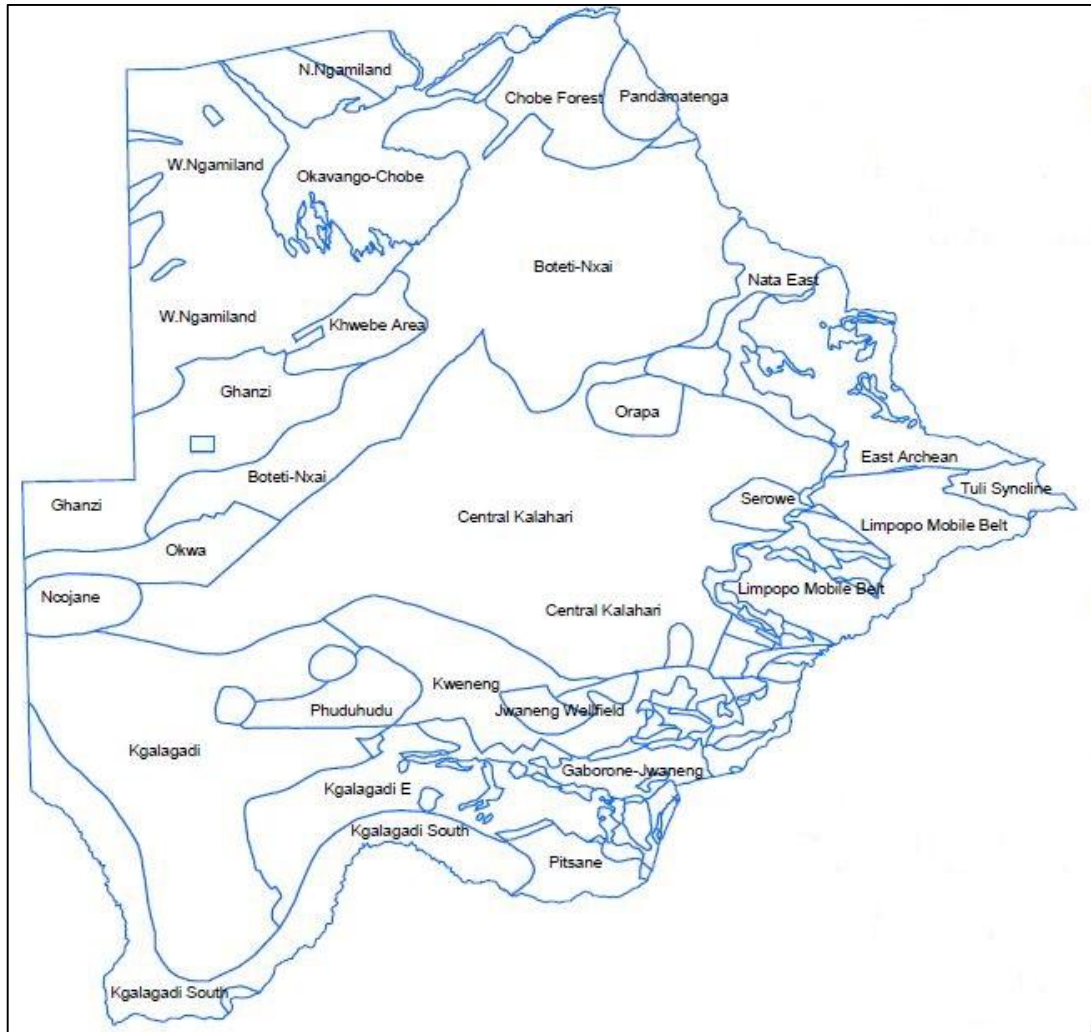 N.Ngamiland
Chobe Forest
Pandamatenga
W.Ngamiland
Okavango-Chobe
Boteti-Nxai
Nata East
W.Ngamiland
Khwebe Area
Ghanzi
Orapa
East Archean
Boteti-Nxai
Tuli Syncline
Ghanzi
Serowe
Central Kalahari
Limpopo Mobile Belt
Okwa
Limpopo Mobile Belt
Ncojane
Central Kalahari
Kweneng
Phuduhudu
Jwaneng Wellfield
Kgalagadi
Gaborone-Jwaneng
Kgalagadi E
Kgalagadi South
Pitsane
Kgalagadi South